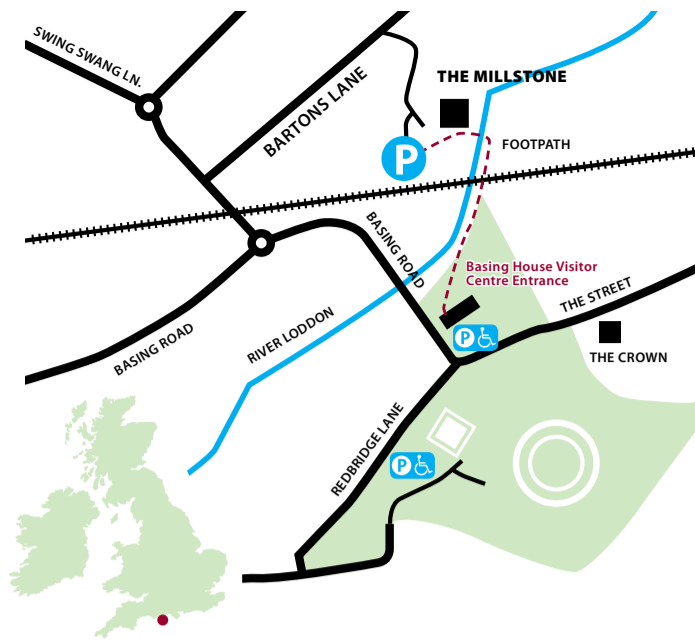 SWING SWANG LN.
BARTONS LANE
THE MILLSTONE
P
FOOTPATH
BASING ROAD
Basing House Visitor
Centre Entrance
THE STREET
BASING ROAD
RIVER LODDON
P
THE CROWN
REDBRIDGE LANE
P